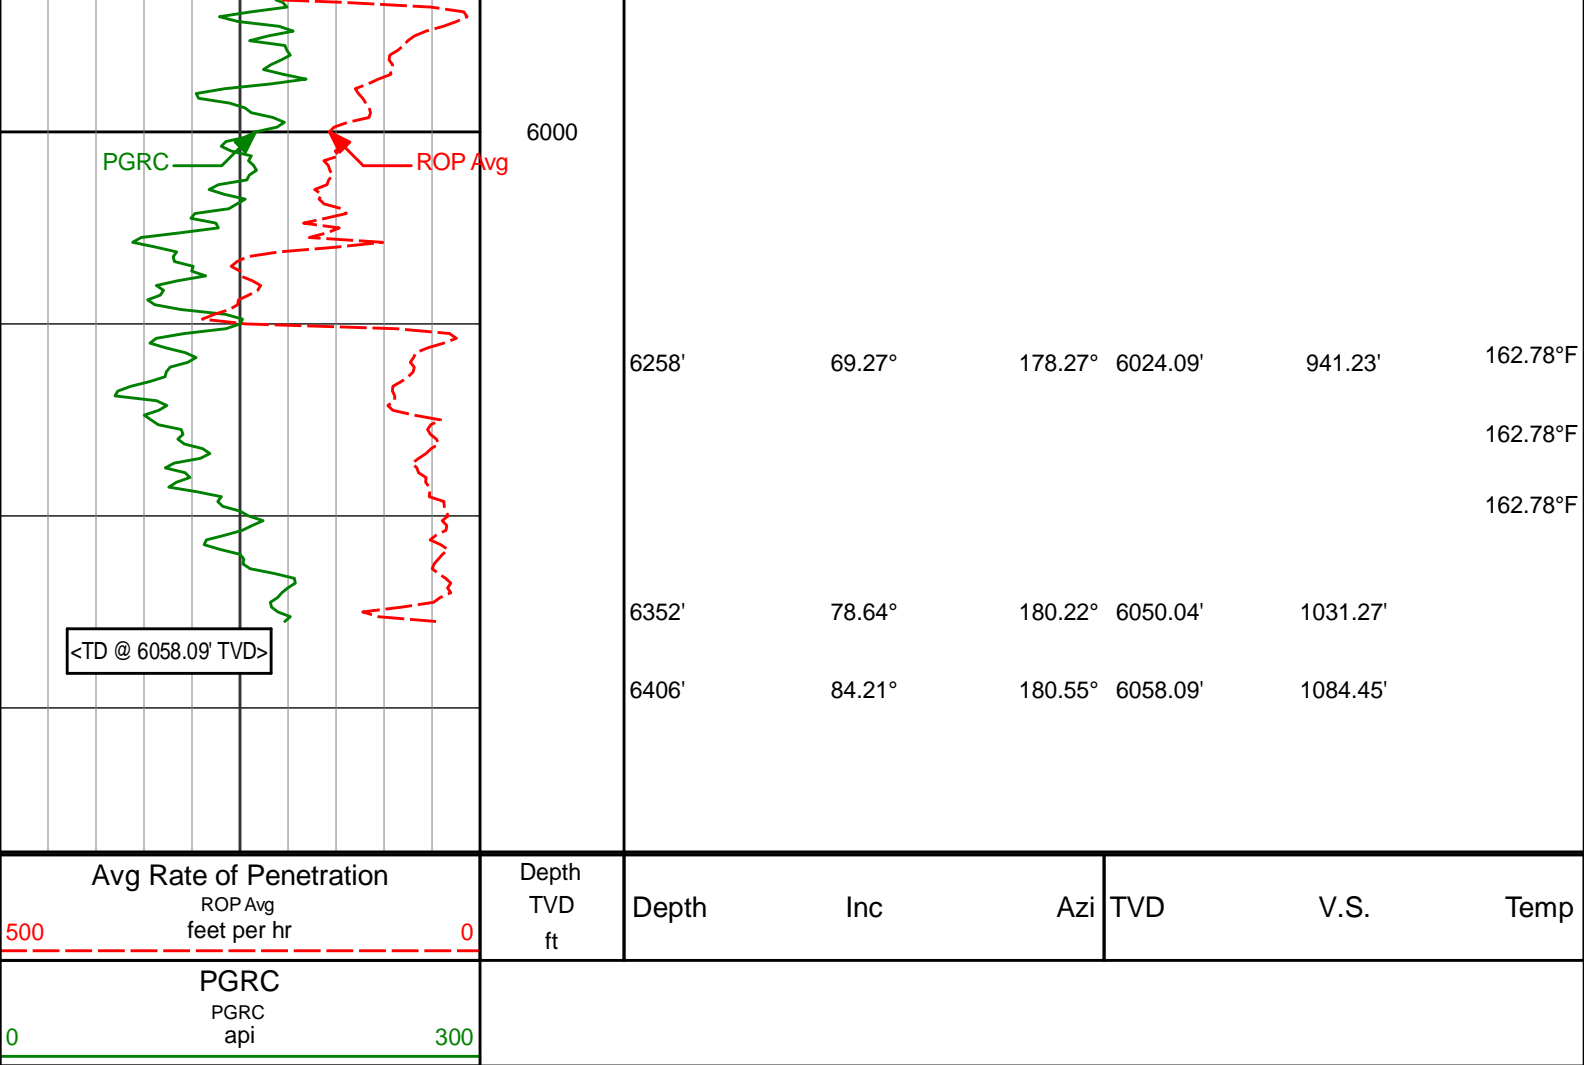 6000
PGRC
ROP Avg
6258' 69.27° 178.27° 6024.09' 941.23' 162.78°F
162.78°F
162.78°F
6352' 78.64° 180.22° 6050.04' 1031.27'
<TD @ 6058.09' TVD>
6406' 84.21° 180.55° 6058.09' 1084.45'
Avg Rate of Penetration
ROP Avg
feet per hr
500 0
Depth
TVD
ft
Depth Inc Azi TVD V.S. Temp
PGRC
PGRC
api
0 300